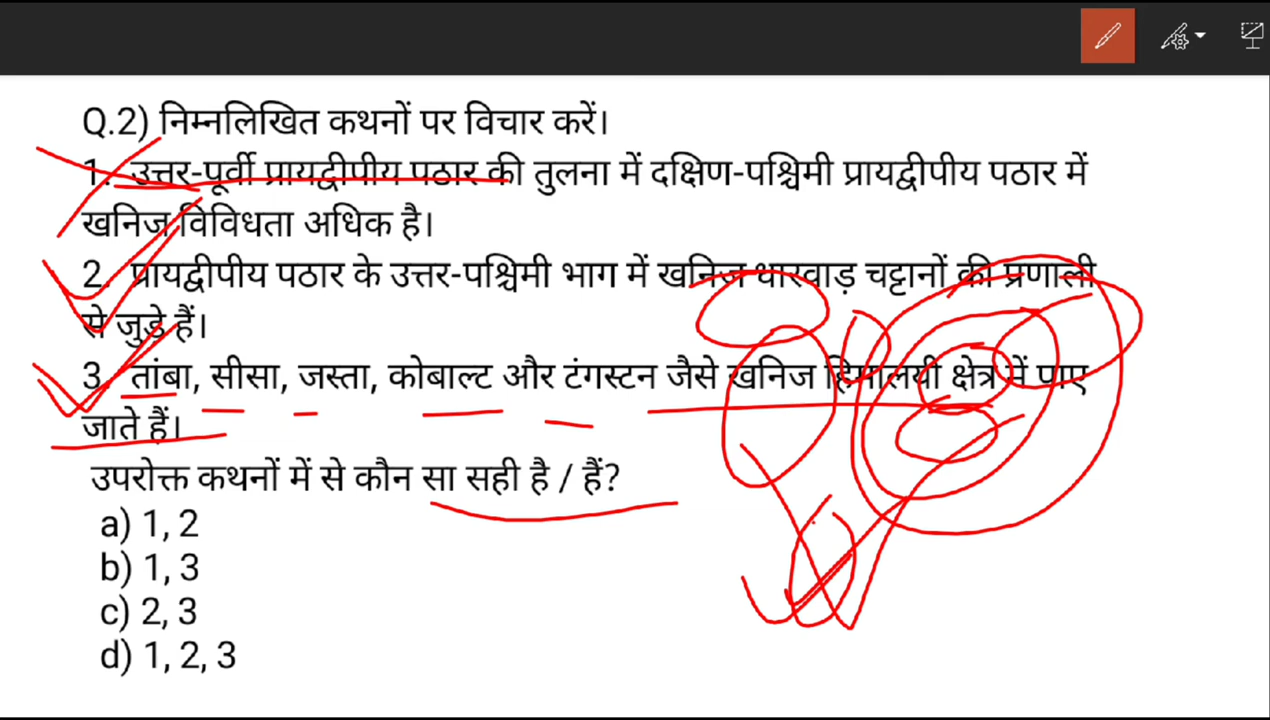 Q.2) निम्नलिखित कथनों पर विचार करें।
1. उत्तर-पूर्वी प्रायद्वीपीय पठार की तुलना में दक्षिण-पश्चिमी प्रायद्वीपीय पठार में
खनिज विविधता अधिक है।
2. प्रायद्वीपीय पठार के उत्तर-पश्चिमी भाग में खनिज धारवाड़ चट्टानों की प्रणाली
से जुड़े हैं।
3. तांबा, सीसा, जस्ता, कोबाल्ट और टंगस्टन जैसे खनिज हिमालयी क्षेत्र में पाए
जाते हैं।
उपरोक्त कथनों में से कौन सा सही है / हैं?
a) 1, 2
b) 1, 3
c) 2, 3
d) 1, 2, 3